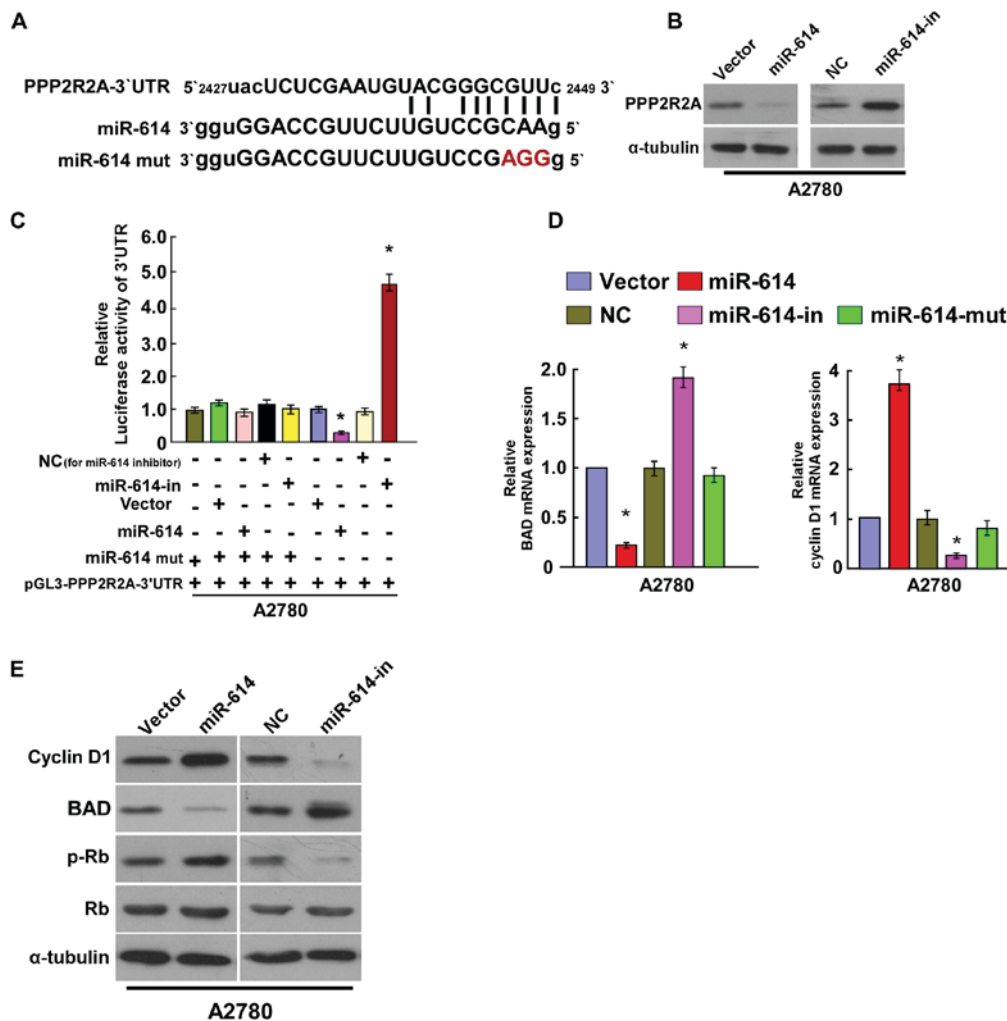 A
PPP2R2A-3`UTR 5`2427uacUCUCGAAUGUACGGGCGUUc 2449 3`
miR-614 3`gguGGACCGUUCUUGUCCGCAAg 5`
miR-614 mut 3`gguGGACCGUUCUUGUCCGAGGg 5`
B
Vector miR-614 NC miR-614-in
PPP2R2A
α-tubulin
A2780
C
Relative
Luciferase activity of 3'UTR
6.0
5.0
4.0
3.0
2.0
1.0
0
*
*
NC(for miR-614 inhibitor) - - - + - - - + -
miR-614-in - - - - + - - - +
Vector - + - - - + - - -
miR-614 - - + - - - + - -
miR-614 mut + + + + + - - - -
pGL3-PPP2R2A-3'UTR + + + + + + + + +
A2780
D
Vector miR-614
NC miR-614-in miR-614-mut
Relative
BAD mRNA expression
2.0
1.0
0.0
*
*
A2780
Relative
cyclin D1 mRNA expression
4
3
2
1
0
*
*
A2780
E
Vector miR-614 NC miR-614-in
Cyclin D1
BAD
p-Rb
Rb
α-tubulin
A2780